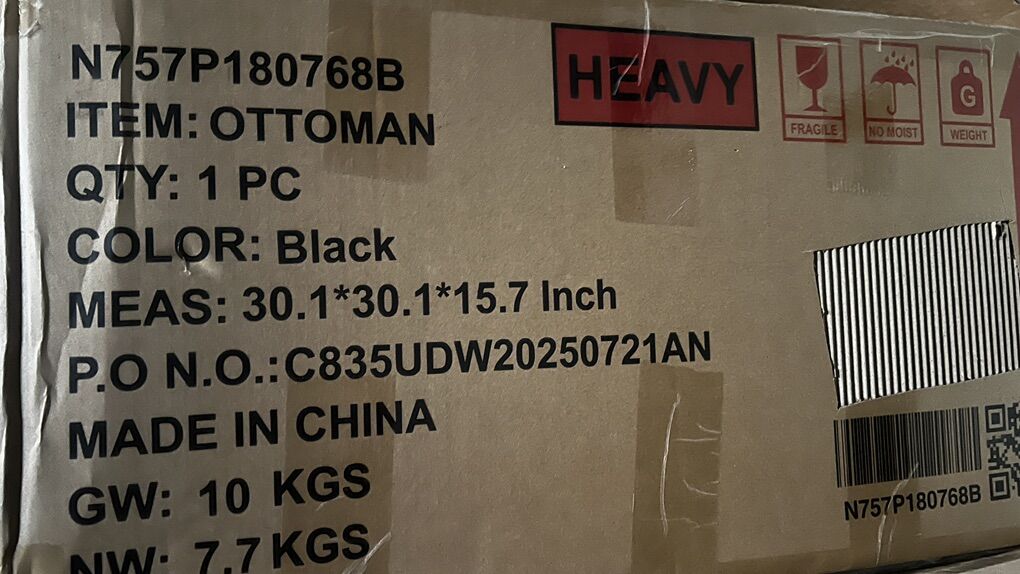 N757P180768B
ITEM: OTTOMAN
QTY: 1 PC
COLOR: Black
MEAS: 30.1*30.1*15.7 Inch
P.O N.O.:C835UDW20250721AN
MADE IN CHINA
GW: 10 KGS
NW: 7.7 KGS
HEAVY
FRAGILE
NO MOIST
G
WEIGHT
N757P180768B